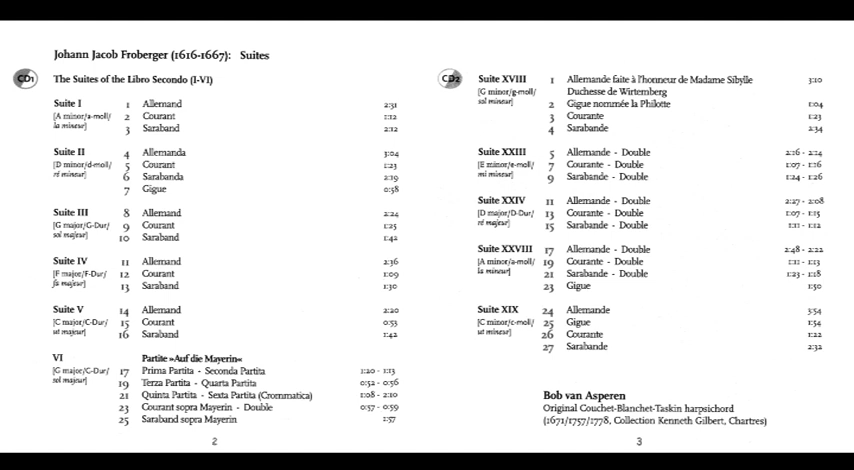 Johann Jacob Froberger (1616-1667): Suites
CD1
The Suites of the Libro Secondo (I-VI)
Suite I 1 Allemand 2:31
[A minor/a-moll/ 2 Courant 1:12
la mineur] 3 Saraband 2:12
Suite II 4 Allemanda 3:04
[D minor/d-moll/ 5 Courant 1:23
ré mineur] 6 Sarabanda 2:19
7 Gigue 0:58
Suite III 8 Allemand 2:24
[G major/G-Dur/ 9 Courant 1:25
sol majeur] 10 Saraband 1:42
Suite IV 11 Allemand 2:36
[F major/F-Dur/ 12 Courant 1:09
fa majeur] 13 Saraband 1:30
Suite V 14 Allemand 2:20
[C major/C-Dur/ 15 Courant 0:53
ut majeur] 16 Saraband 1:42
VI Partite »Auf die Mayerin«
[G major/G-Dur/ 17 Prima Partita - Seconda Partita 1:20 - 1:13
sol majeur] 19 Terza Partita - Quarta Partita 0:52 - 0:56
21 Quinta Partita - Sexta Partita (Crommatica) 1:08 - 2:10
23 Courant sopra Mayerin - Double 0:57 - 0:59
25 Saraband sopra Mayerin 1:57
2
CD2
Suite XVIII 1 Allemande faite à l'honneur de Madame Sibylle 3:10
[G minor/g-moll/ Duchesse de Wirtemberg
sol mineur] 2 Gigue nommée la Philotte 1:04
3 Courante 1:23
4 Sarabande 2:34
Suite XXIII 5 Allemande - Double 2:16 - 2:14
[E minor/e-moll/ 7 Courante - Double 1:07 - 1:16
mi mineur] 9 Sarabande - Double 1:24 - 1:26
Suite XXIV 11 Allemande - Double 2:27 - 2:08
[D major/D-Dur/ 13 Courante - Double 1:07 - 1:15
ré majeur] 15 Sarabande - Double 1:11 - 1:12
Suite XXVIII 17 Allemande - Double 2:48 - 2:22
[A minor/a-moll/ 19 Courante - Double 1:11 - 1:13
la mineur] 21 Sarabande - Double 1:23 - 1:18
23 Gigue 1:50
Suite XIX 24 Allemande 3:54
[C minor/c-moll/ 25 Gigue 1:54
ut mineur] 26 Courante 1:22
27 Sarabande 2:32
Bob van Asperen
Original Couchet-Blanchet-Taskin harpsichord
(1671/1757/1778, Collection Kenneth Gilbert, Chartres)
3